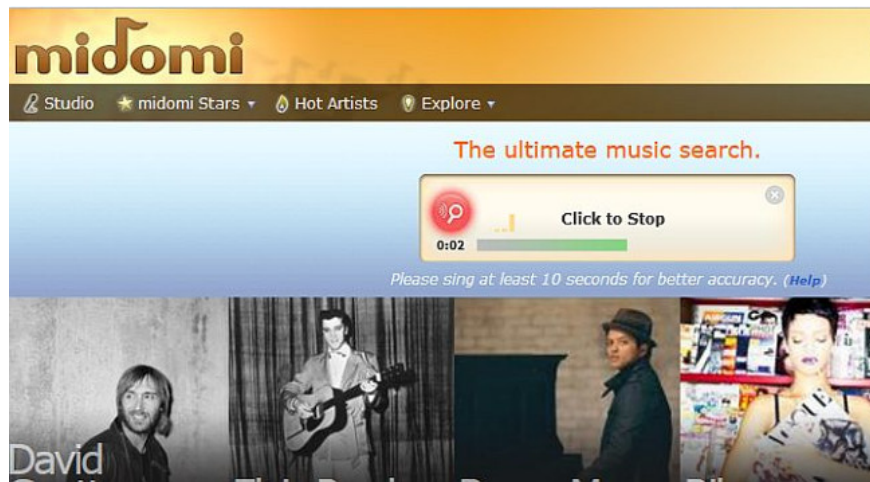 midomi
Studio midomi Stars Hot Artists Explore
The ultimate music search.
Click to Stop
0:02
Please sing at least 10 seconds for better accuracy. (Help)
VOGUE
David